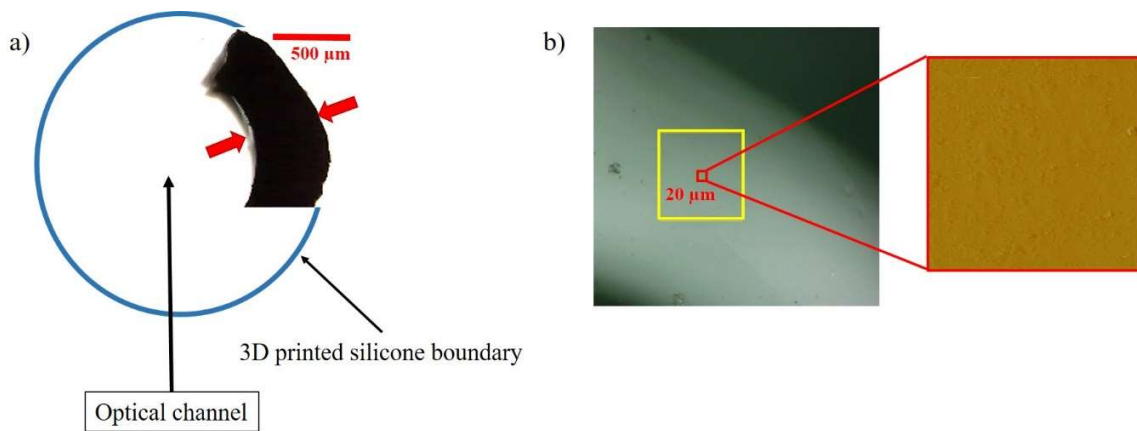 a)
500 µm
3D printed silicone boundary
Optical channel
b)
20 µm